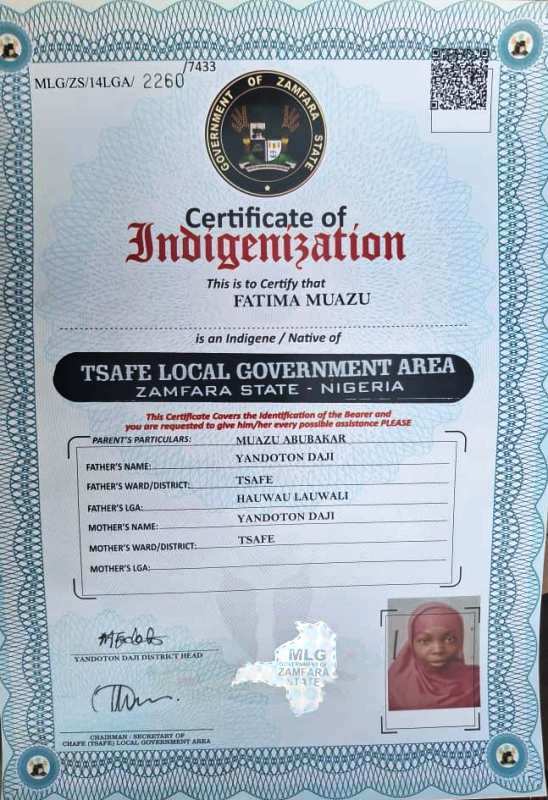 /7433
MLG/ZS/14LGA/ 2260
GOVERNMENT OF ZAMFARA STATE
Certificate of
Indigenization
This is to Certify that
FATIMA MUAZU
is an Indigene / Native of
TSAFE LOCAL GOVERNMENT AREA
ZAMFARA STATE - NIGERIA
This Certificate Covers the Identification of the Bearer and
you are requested to give him/her every possible assistance PLEASE
PARENT'S PARTICULARS: MUAZU ABUBAKAR
FATHER'S NAME: YANDOTON DAJI
FATHER'S WARD/DISTRICT: TSAFE
FATHER'S LGA: HAUWAU LAUWALI
MOTHER'S NAME: YANDOTON DAJI
MOTHER'S WARD/DISTRICT: TSAFE
MOTHER'S LGA:
YANDOTON DAJI DISTRICT HEAD
MLG
GOVERNMENT OF
ZAMFARA
STATE
CHAIRMAN / SECRETARY OF
CHAFE (TSAFE) LOCAL GOVERNMENT AREA